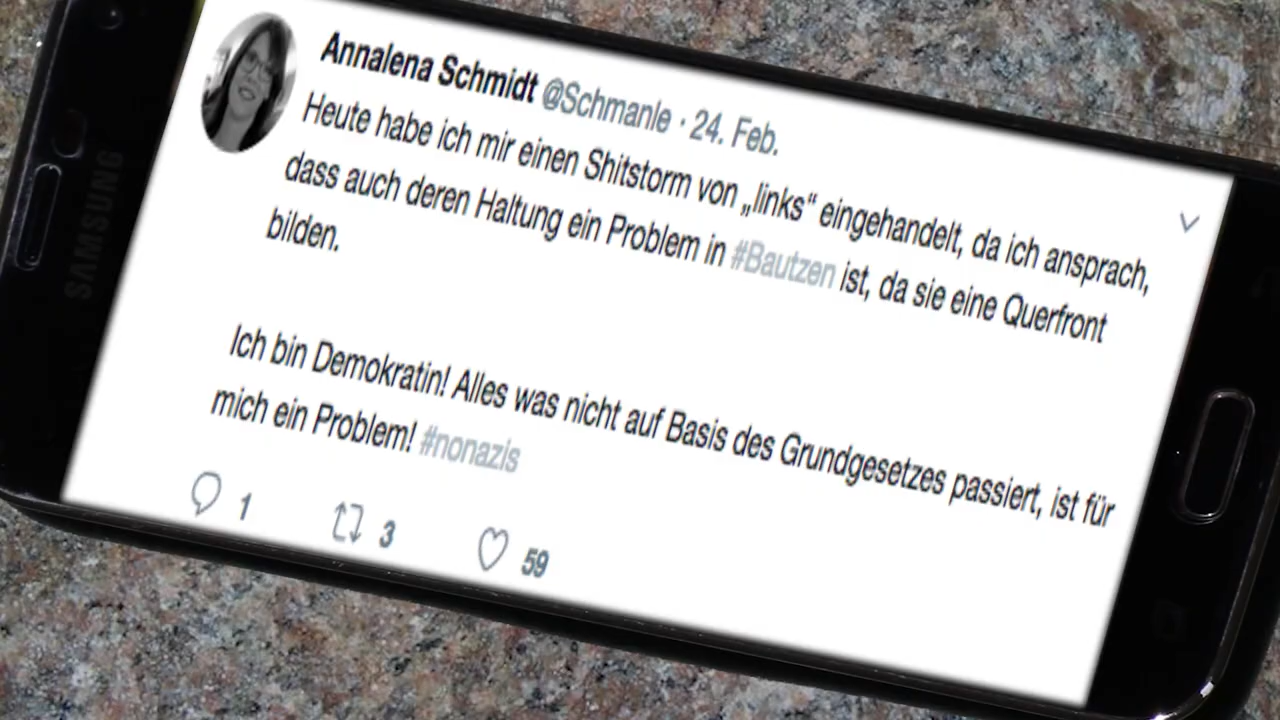 Annalena Schmidt @Schmanle · 24. Feb.
Heute habe ich mir einen Shitstorm von „links“ eingehandelt, da ich ansprach,
dass auch deren Haltung ein Problem in #Bautzen ist, da sie eine Querfront
bilden.
Ich bin Demokratin! Alles was nicht auf Basis des Grundgesetzes passiert, ist für
mich ein Problem! #nonazis
1 3 59
SAMSUNG